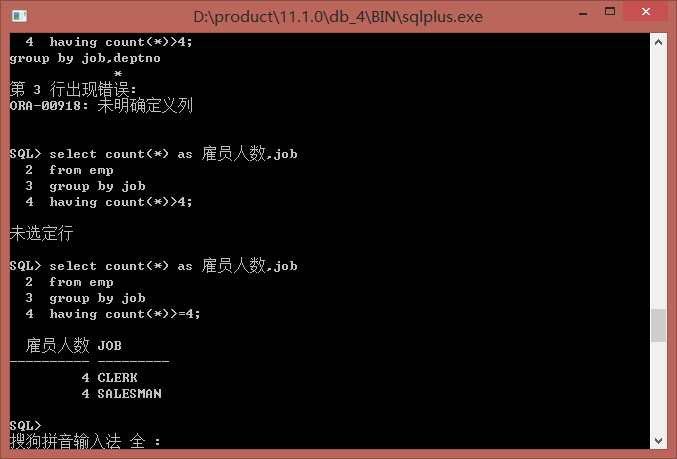 D:\product\11.1.0\db_4\BIN\sqlplus.exe
4 having count(*)>4;
group by job,deptno
*
第 3 行出现错误:
ORA-00918: 未明确定义列
SQL> select count(*) as 雇员人数,job
2 from emp
3 group by job
4 having count(*)>4;
未选定行
SQL> select count(*) as 雇员人数,job
2 from emp
3 group by job
4 having count(*)>=4;
雇员人数 JOB
---------- ---------
4 CLERK
4 SALESMAN
SQL>
搜狗拼音输入法 全 :